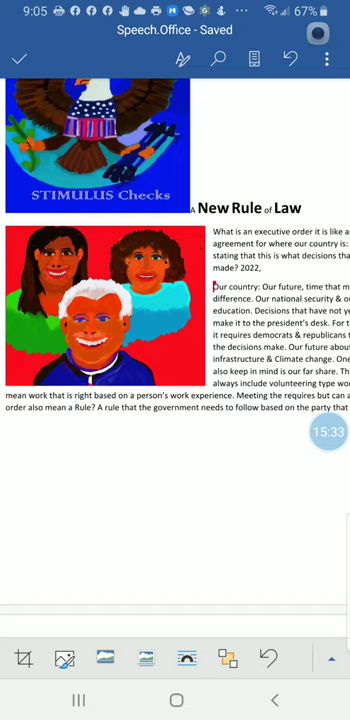 9:05
67%
Speech.Office - Saved
STIMULUS Checks
A New Rule of Law
What is an executive order it is like a
agreement for where our country is:
stating that this is what decisions tha
made? 2022,
Our country: Our future, time that m
difference. Our national security & o
education. Decisions that have not ye
make it to the president's desk. For t
it requires democrats & republicans t
the decisions make. Our future about
infrastructure & Climate change. One
also keep in mind is our far share. Th
always include volunteering type wo
mean work that is right based on a person's work experience. Meeting the requires but can a
order also mean a Rule? A rule that the government needs to follow based on the party that
15:33